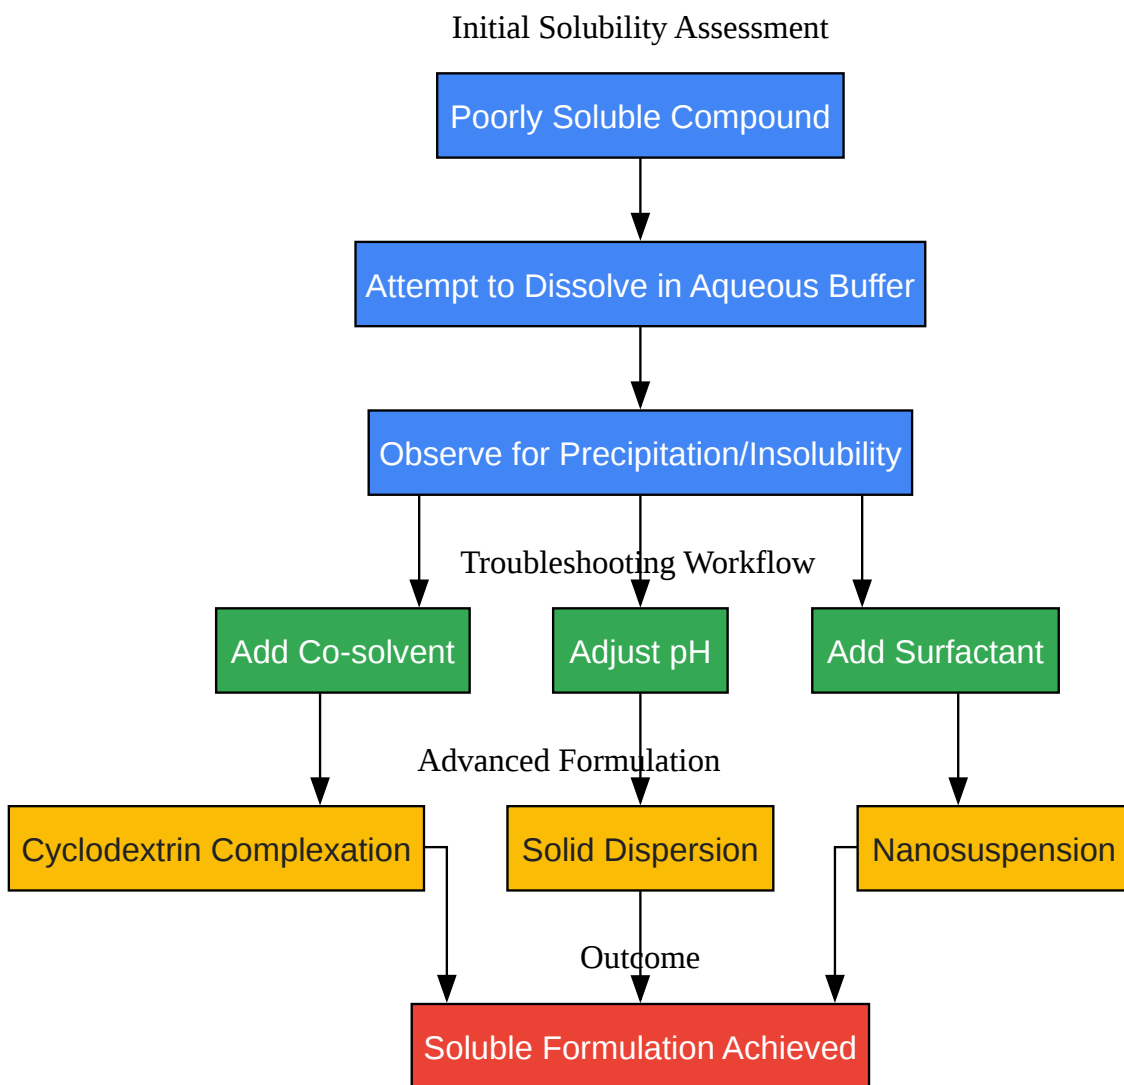 Initial Solubility Assessment
Poorly Soluble Compound
Attempt to Dissolve in Aqueous Buffer
Observe for Precipitation/Insolubility
Troubleshooting Workflow
Add Co-solvent
Adjust pH
Add Surfactant
Advanced Formulation
Cyclodextrin Complexation
Solid Dispersion
Nanosuspension
Outcome
Soluble Formulation Achieved